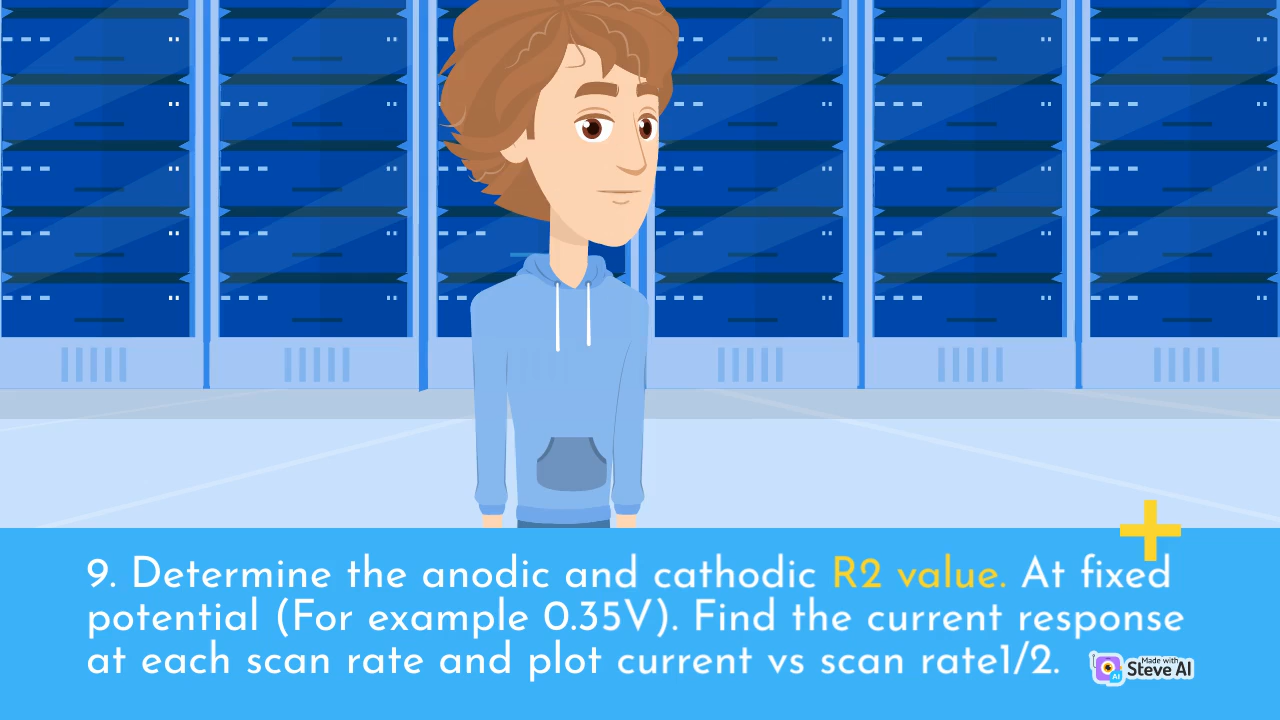 9. Determine the anodic and cathodic R2 value. At fixed
potential (For example 0.35V). Find the current response
at each scan rate and plot current vs scan rate1/2.
Made with
Steve AI
AI